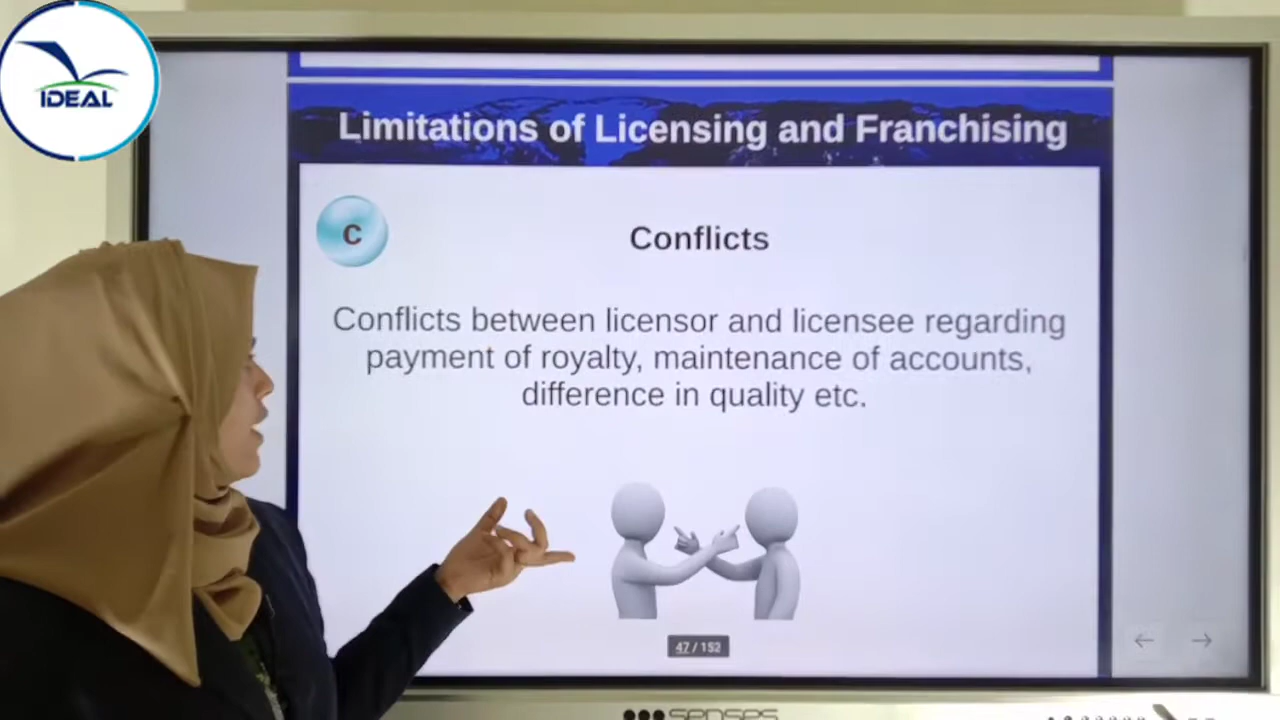 IDEAL
Limitations of Licensing and Franchising
C
Conflicts
Conflicts between licensor and licensee regarding
payment of royalty, maintenance of accounts,
difference in quality etc.
47 / 152
senses